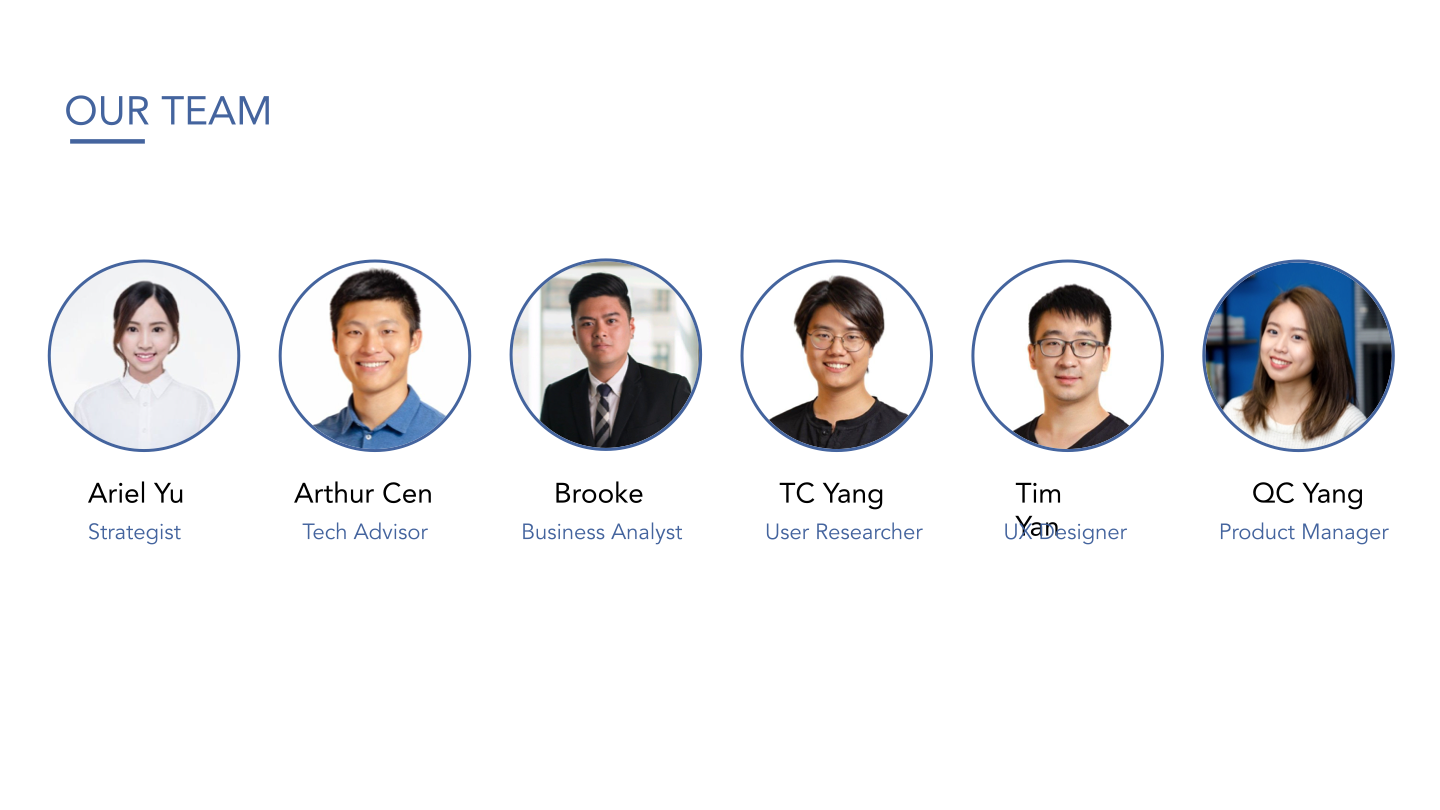 OUR TEAM
Ariel Yu
Strategist
Arthur Cen
Tech Advisor
Brooke
Business Analyst
TC Yang
User Researcher
Tim
Yan
UX Designer
QC Yang
Product Manager